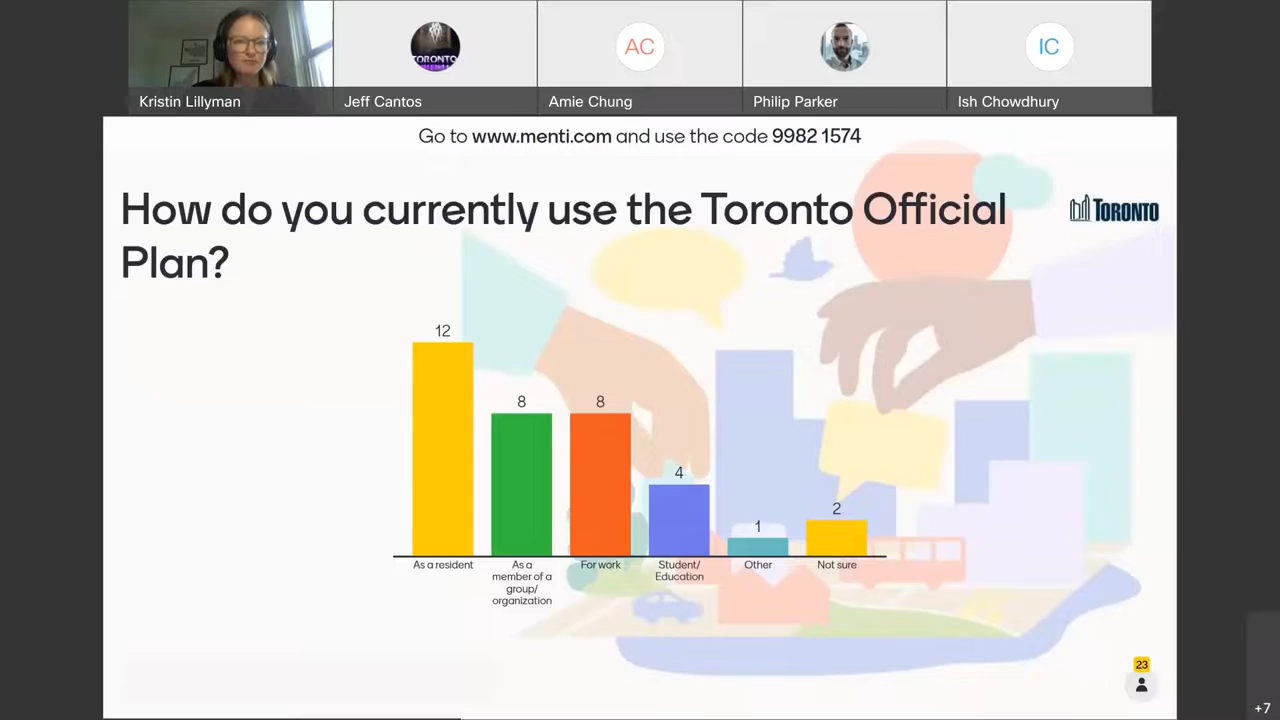 AC
IC
TORONTO
Kristin Lillyman
Jeff Cantos
Amie Chung
Philip Parker
Ish Chowdhury
Go to www.menti.com and use the code 9982 1574
How do you currently use the Toronto Official
Plan?
TORONTO
12
8
8
4
1
2
As a resident
As a
member of a
group/
organization
For work
Student/
Education
Other
Not sure
23
+7